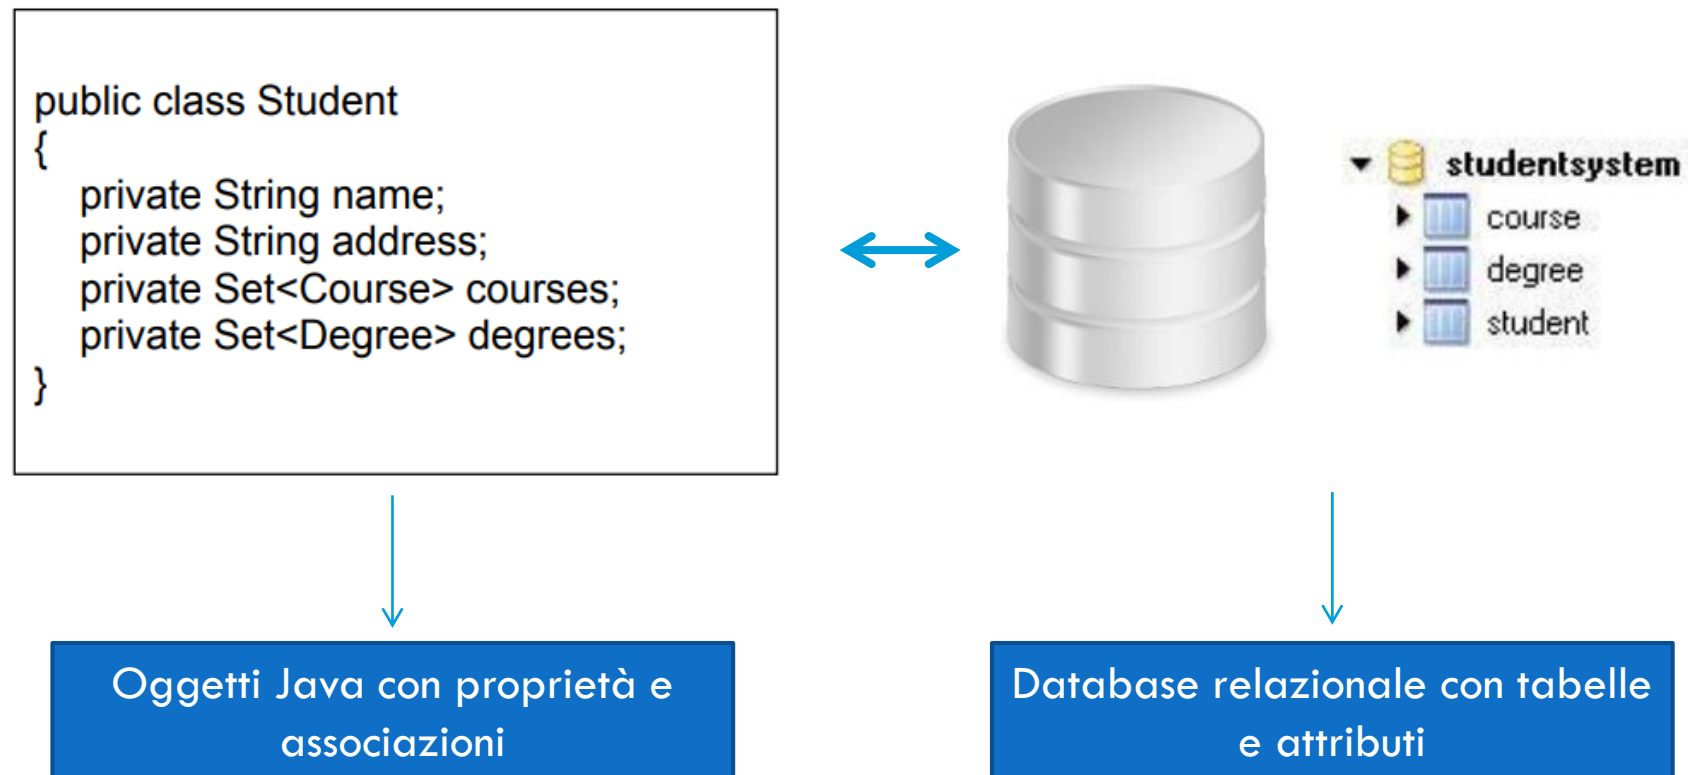 public class Student
{
private String name;
private String address;
private Set<Course> courses;
private Set<Degree> degrees;
}
studentsystem
course
degree
student
Oggetti Java con proprietà e
associazioni
Database relazionale con tabelle
e attributi